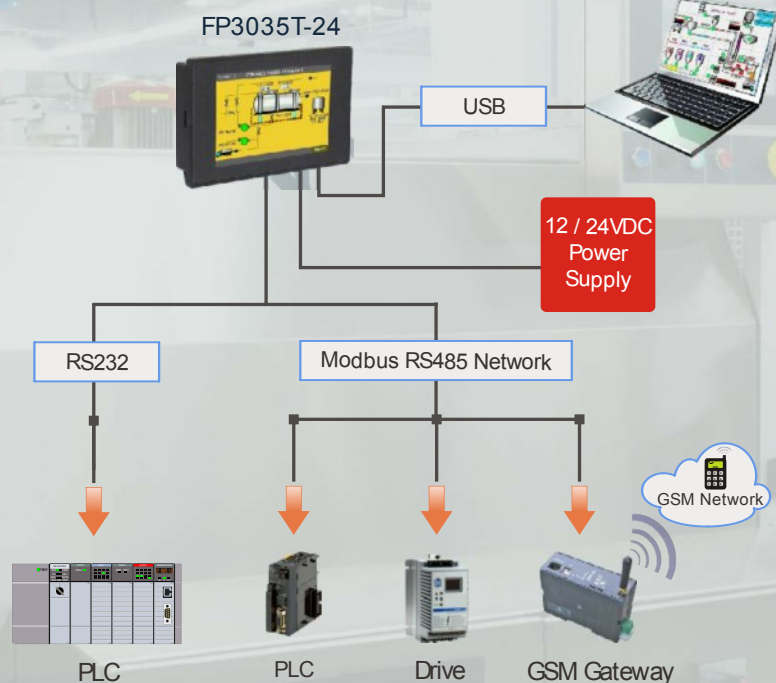 FP3035T-24
USB
12 / 24VDC
Power
Supply
RS232
Modbus RS485 Network
GSM Network
PLC
PLC
Drive
GSM Gateway